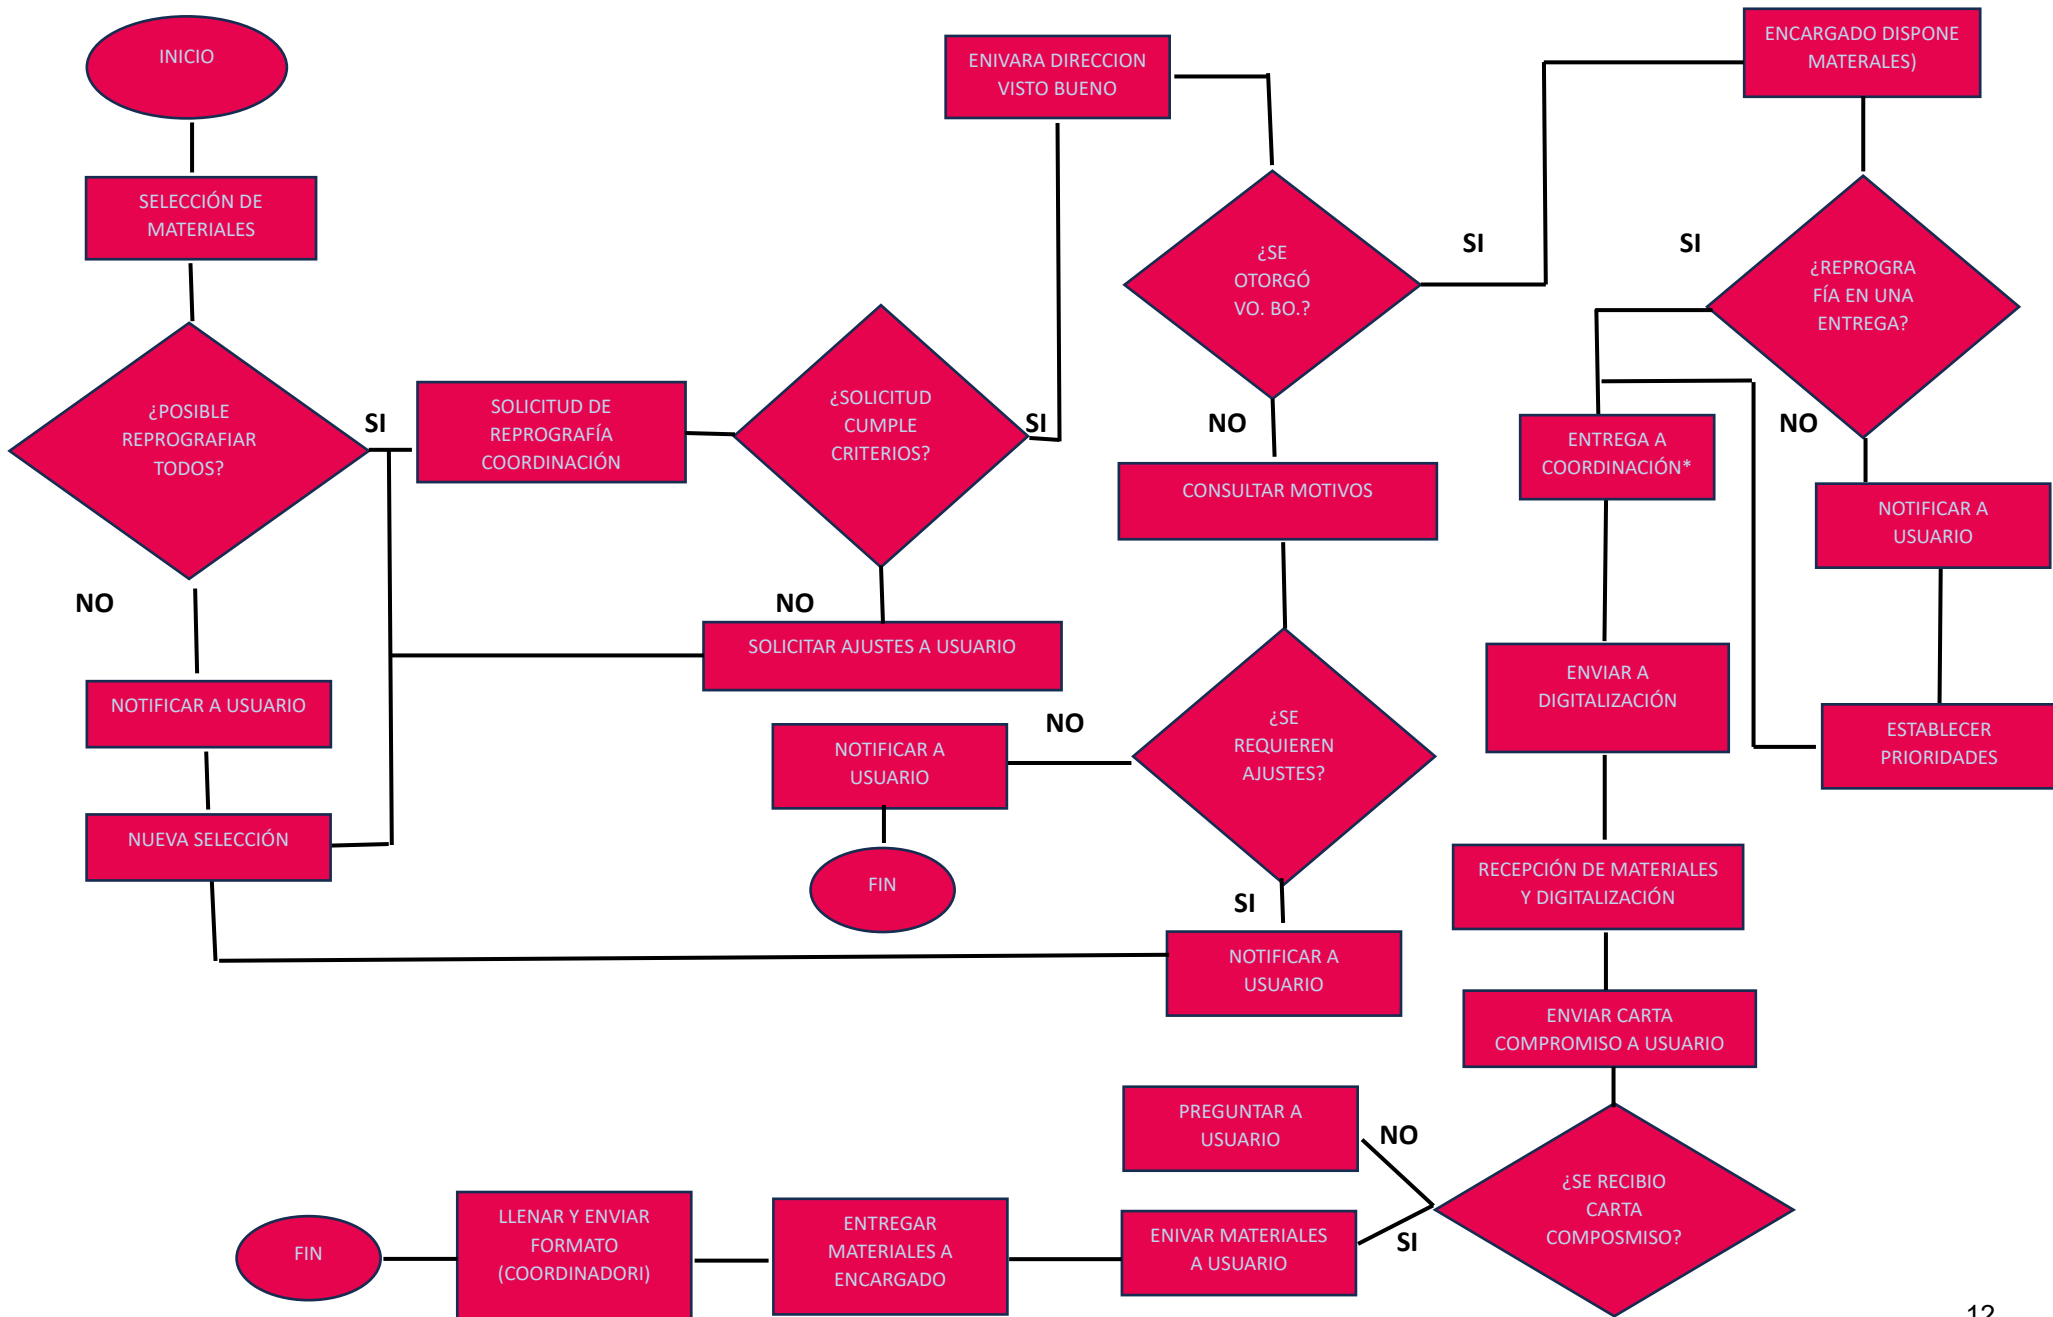 INICIO
SELECCIÓN DE
MATERIALES
¿POSIBLE
REPROGRAFIAR
TODOS?
SI
NO
NOTIFICAR A USUARIO
NUEVA SELECCIÓN
SOLICITUD DE
REPROGRAFÍA
COORDINACIÓN
¿SOLICITUD
CUMPLE
CRITERIOS?
SI
NO
SOLICITAR AJUSTES A USUARIO
ENIVARA DIRECCION
VISTO BUENO
¿SE
OTORGÓ
VO. BO.?
SI
NO
CONSULTAR MOTIVOS
¿SE
REQUIEREN
AJUSTES?
NO
NOTIFICAR A
USUARIO
FIN
SI
NOTIFICAR A
USUARIO
ENCARGADO DISPONE
MATERALES)
¿REPROGRA
FÍA EN UNA
ENTREGA?
SI
NO
NOTIFICAR A
USUARIO
ESTABLECER
PRIORIDADES
ENTREGA A
COORDINACIÓN*
ENVIAR A
DIGITALIZACIÓN
RECEPCIÓN DE MATERIALES
Y DIGITALIZACIÓN
ENVIAR CARTA
COMPROMISO A USUARIO
¿SE RECIBIO
CARTA
COMPOSMISO?
NO
PREGUNTAR A
USUARIO
SI
ENIVAR MATERIALES
A USUARIO
ENTREGAR
MATERIALES A
ENCARGADO
LLENAR Y ENVIAR
FORMATO
(COORDINADORI)
FIN
12